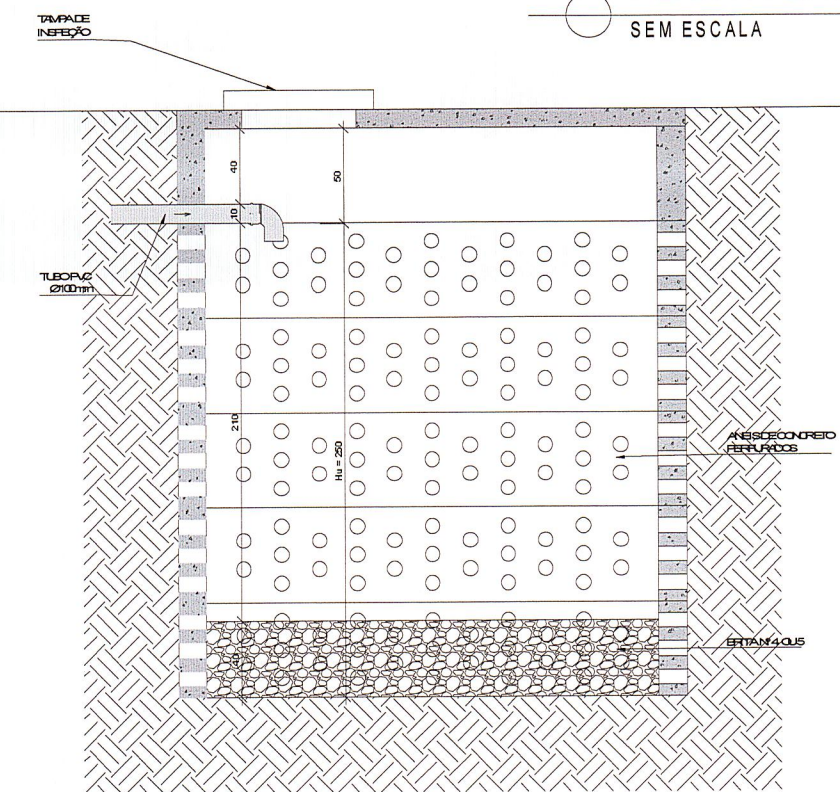 TAMPA DE
INSPEÇÃO
SEM ESCALA
40
50
10
TUBO PVC
Ø100mm
210
Hu = 250
ANEIS DE CONCRETO
PERFURADOS
BRITA Nº 4 OU 5
40